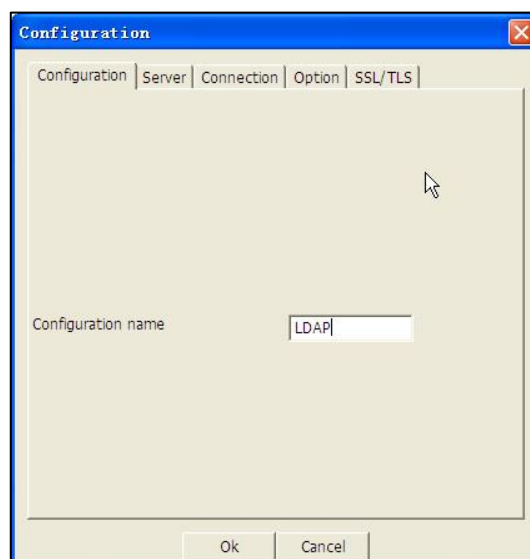 Configuration
Configuration Server Connection Option SSL/TLS
Configuration name LDAP
Ok Cancel